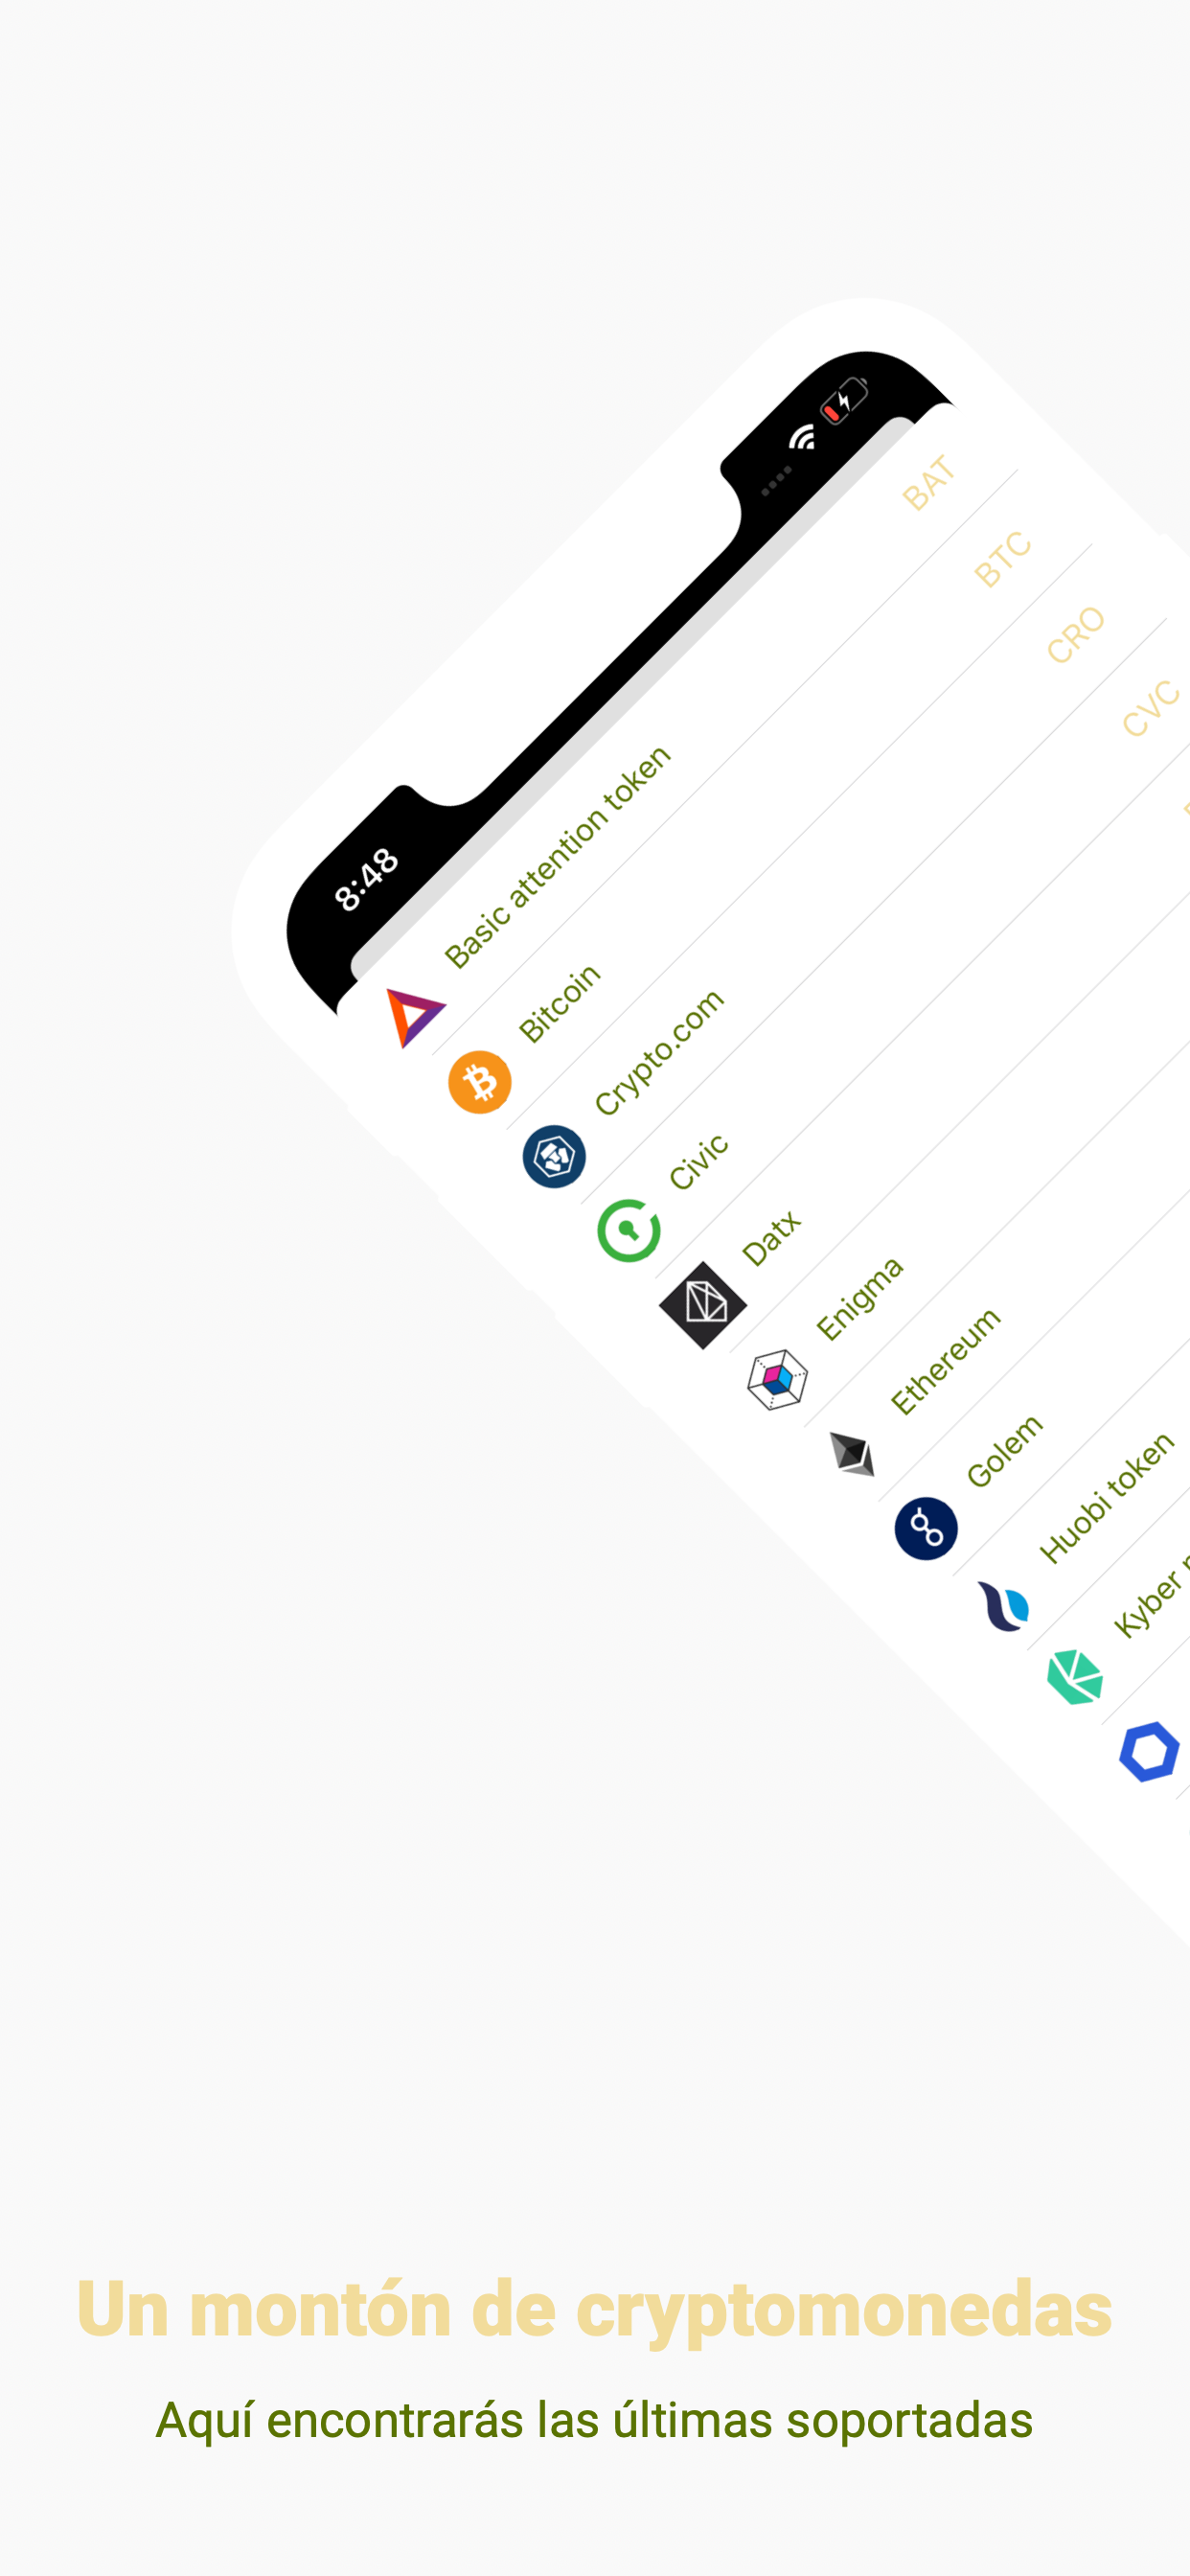 8:48
Basic attention token BAT
Bitcoin BTC
Crypto.com CRO
Civic CVC
Datx
Enigma
Ethereum
Golem
Huobi token
Kyber
Un montón de cryptomonedas
Aquí encontrarás las últimas soportadas